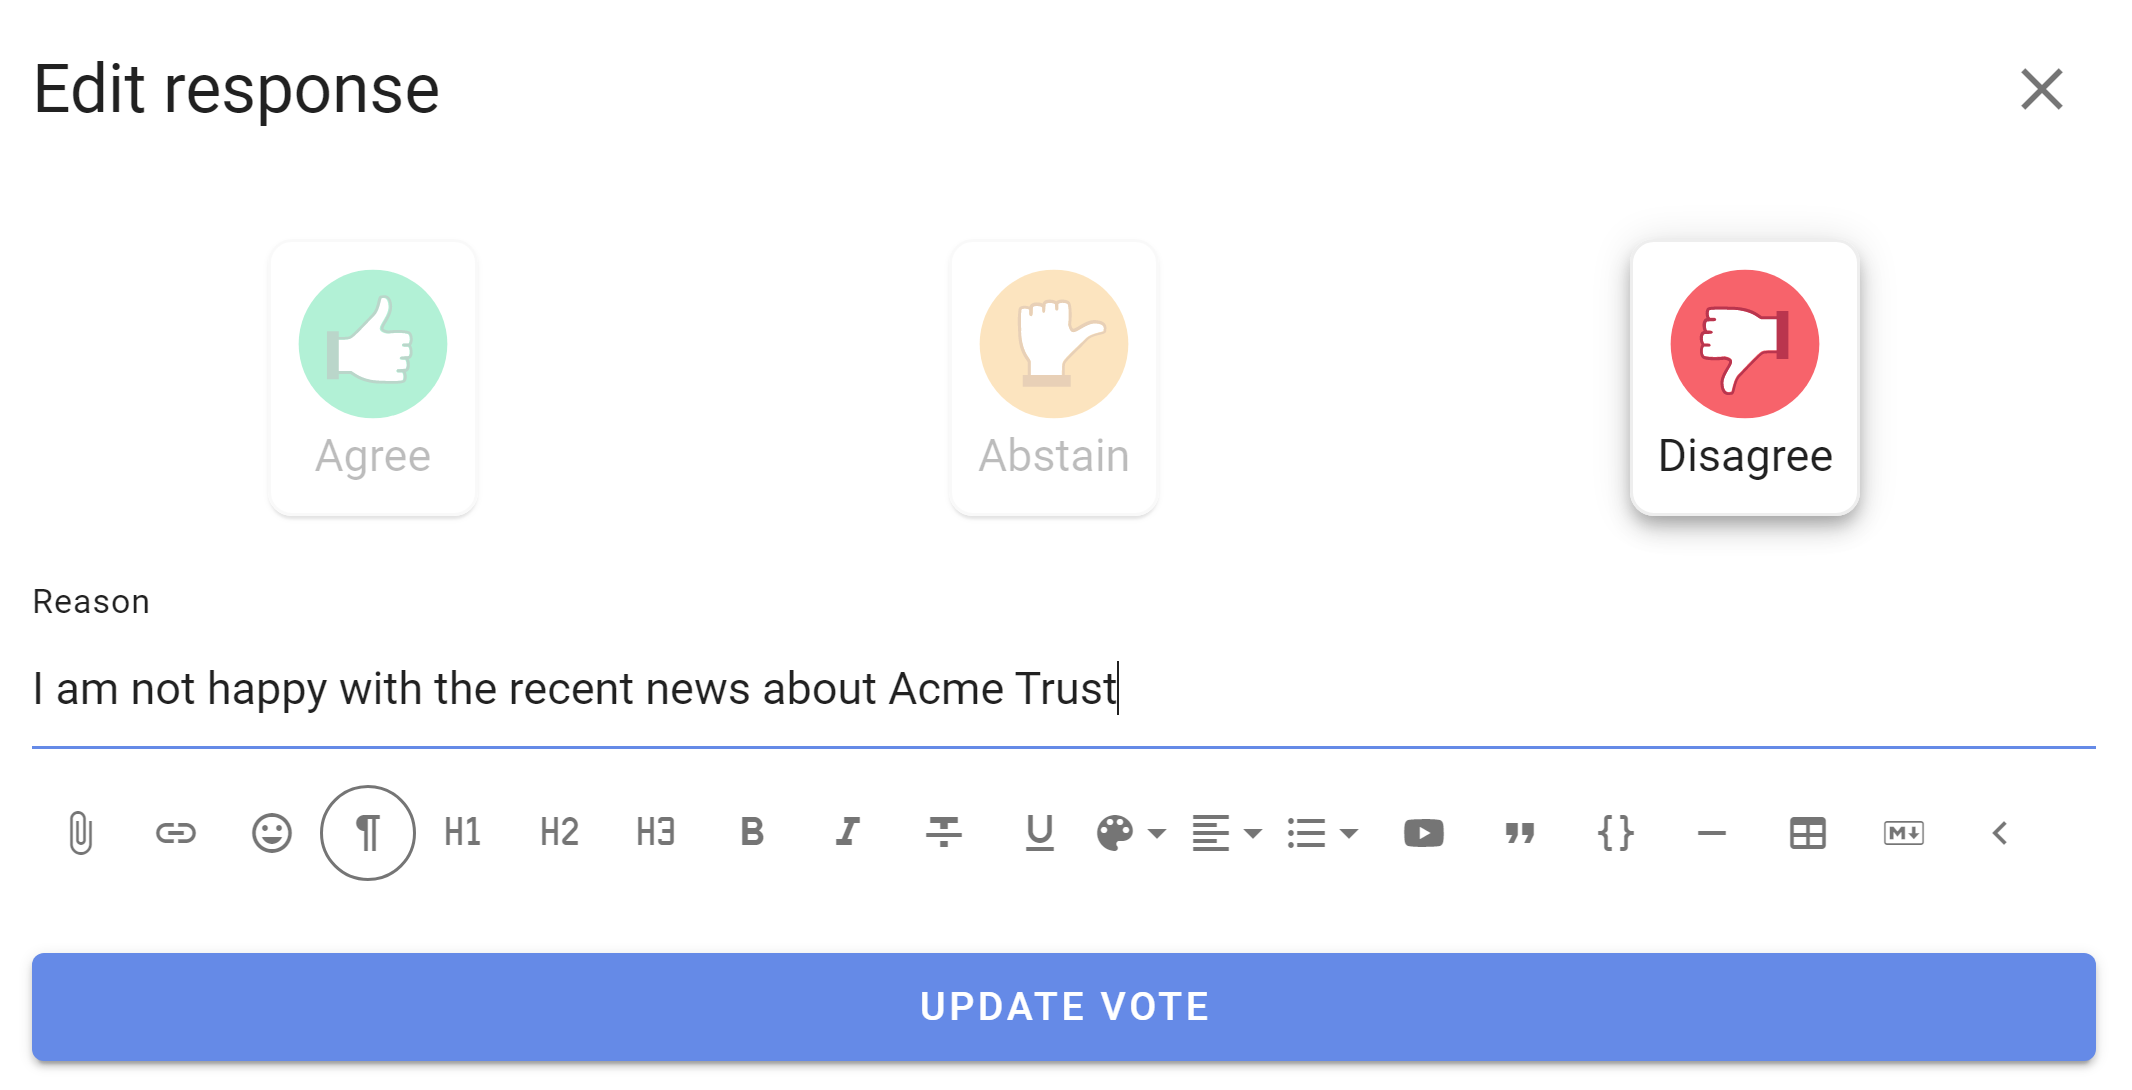 Edit response
Agree
Abstain
Disagree
Reason
I am not happy with the recent news about Acme Trust
H1 H2 H3 B I U M
UPDATE VOTE